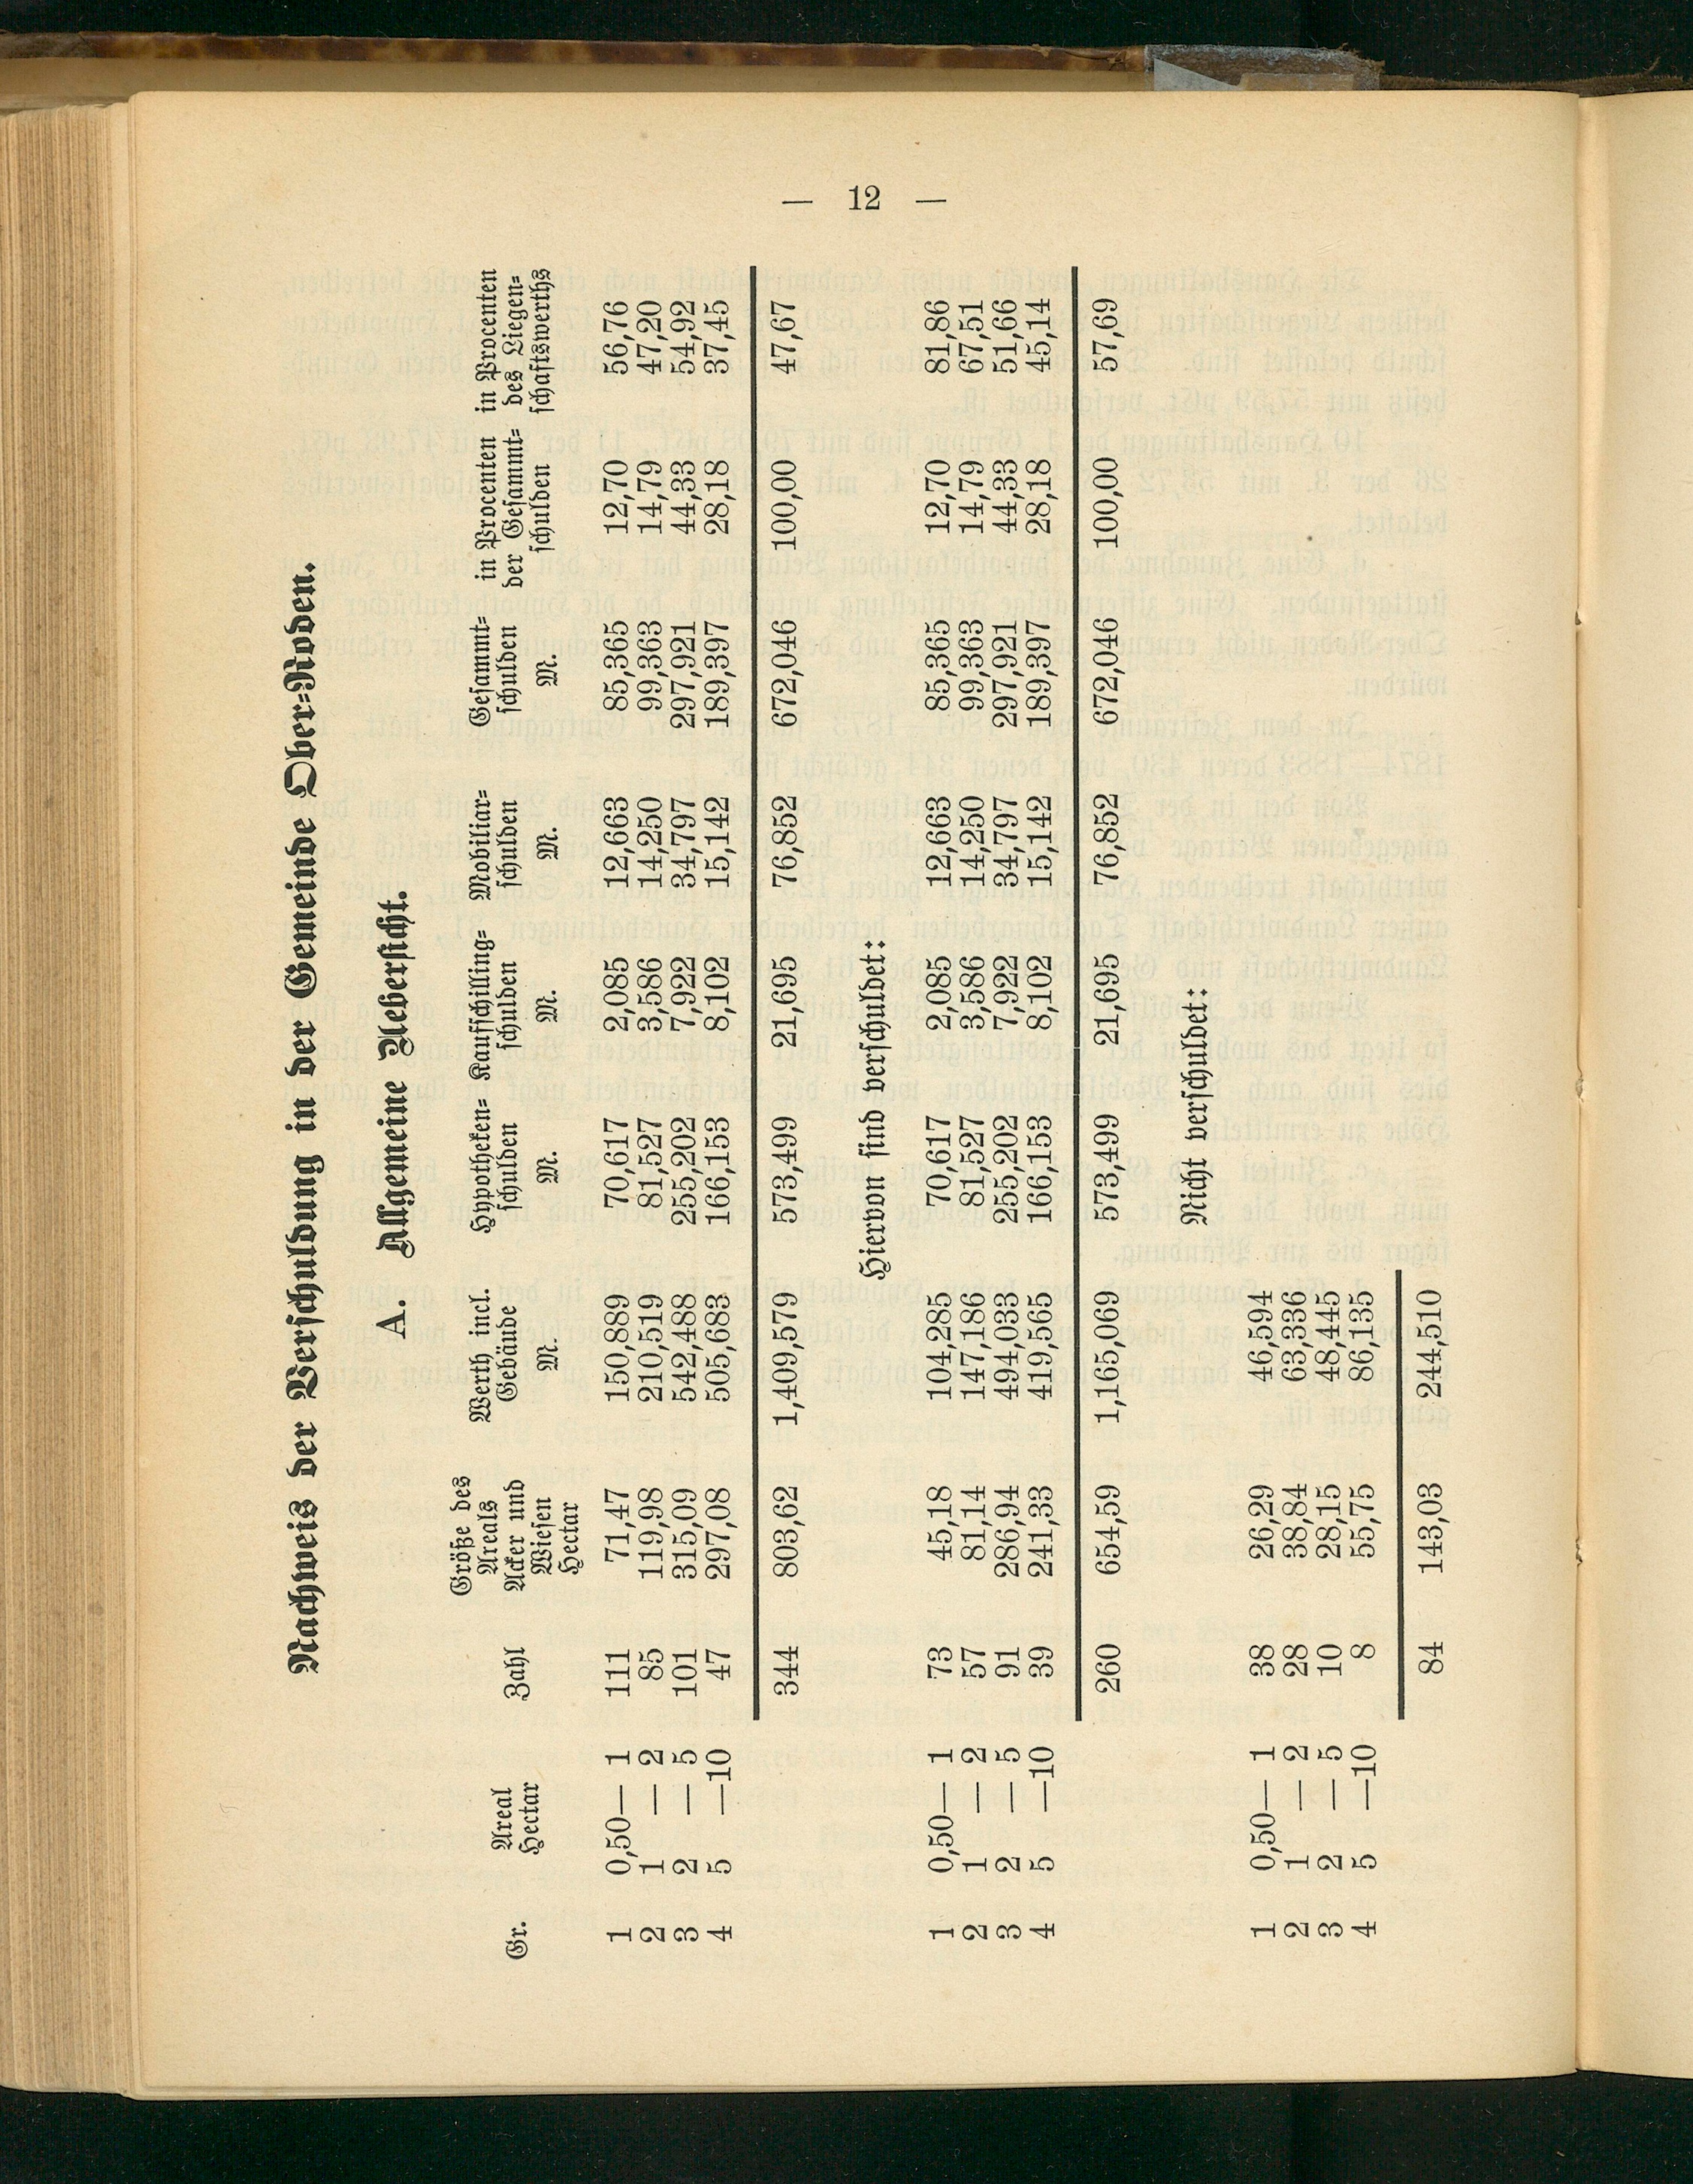 — 12 —
Nachweis der Verschuldung in der Gemeinde Ober-Roden.
A. Allgemeine Uebersicht.
Gr. Areal Hectar Zahl Größe des Areals Acker und Wiesen Hectar Werth incl. Gebäude M. Hypotheken-schulden M. Kaufschilling-schulden M. Mobiliar-schulden M. Gesammt-schulden M. in Procenten der Gesammt-schulden in Procenten des Liegen-schaftswerths
1 0,50— 1 111 71,47 150,889 70,617 2,085 12,663 85,365 12,70 56,76
2 1 — 2 85 119,98 210,519 81,527 3,586 14,250 99,363 14,79 47,20
3 2 — 5 101 315,09 542,488 255,202 7,922 34,797 297,921 44,33 54,92
4 5 —10 47 297,08 505,683 166,153 8,102 15,142 189,397 28,18 37,45
344 803,62 1,409,579 573,499 21,695 76,852 672,046 100,00 47,67
Hiervon sind verschuldet:
1 0,50— 1 73 45,18 104,285 70,617 2,085 12,663 85,365 12,70 81,86
2 1 — 2 57 81,14 147,186 81,527 3,586 14,250 99,363 14,79 67,51
3 2 — 5 91 286,94 494,033 255,202 7,922 34,797 297,921 44,33 51,66
4 5 —10 39 241,33 419,565 166,153 8,102 15,142 189,397 28,18 45,14
260 654,59 1,165,069 573,499 21,695 76,852 672,046 100,00 57,69
Nicht verschuldet:
1 0,50— 1 38 26,29 46,594
2 1 — 2 28 38,84 63,336
3 2 — 5 10 28,15 48,445
4 5 —10 8 55,75 86,135
84 143,03 244,510